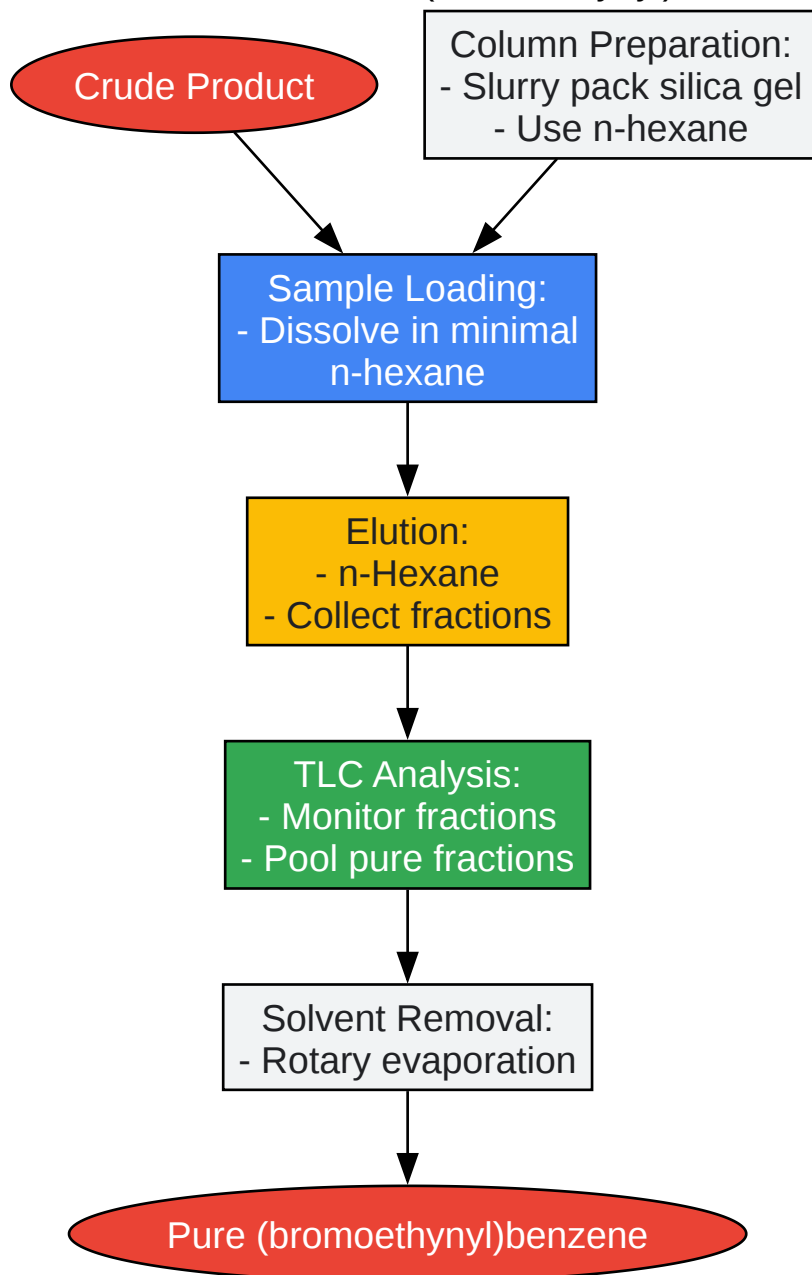 Crude Product
Column Preparation:
- Slurry pack silica gel
- Use n-hexane
Sample Loading:
- Dissolve in minimal
n-hexane
Elution:
- n-Hexane
- Collect fractions
TLC Analysis:
- Monitor fractions
- Pool pure fractions
Solvent Removal:
- Rotary evaporation
Pure (bromoethynyl)benzene